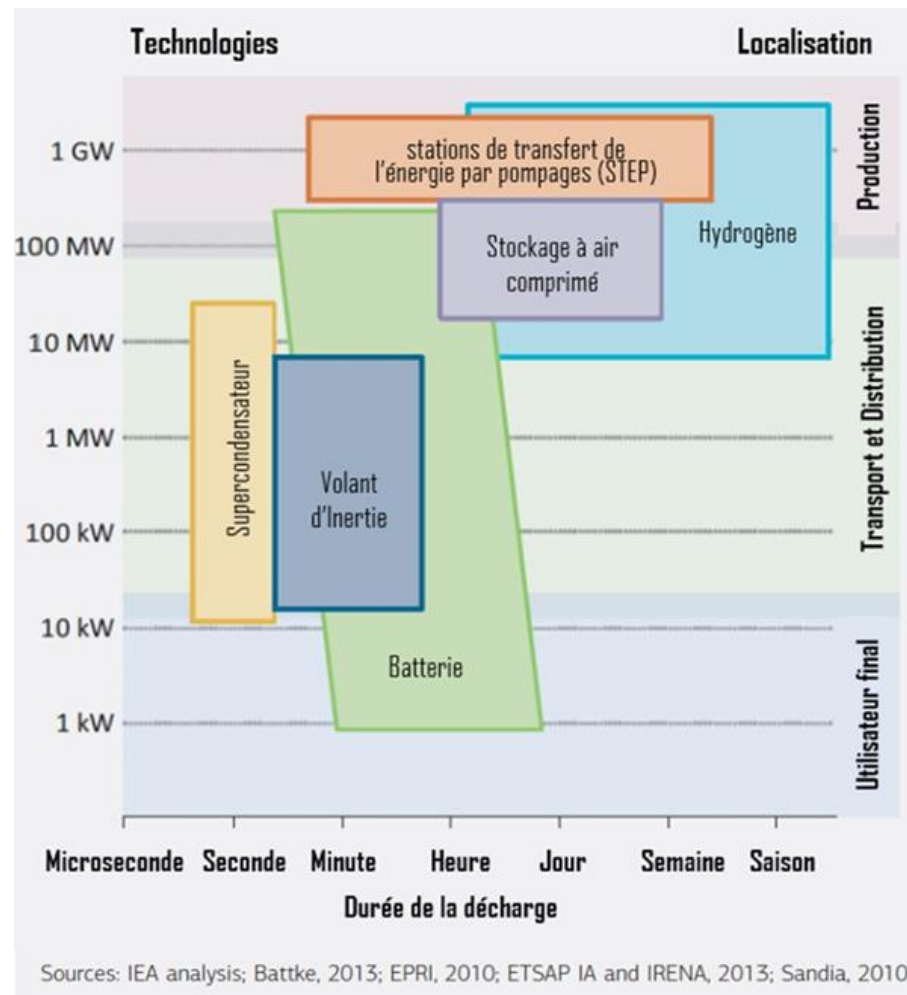 Technologies
Localisation
1 GW
100 MW
10 MW
1 MW
100 kW
10 kW
1 kW
stations de transfert de
l'énergie par pompages (STEP)
Hydrogène
Stockage à air
comprimé
Supercondensateur
Volant
d'Inertie
Batterie
Production
Transport et Distribution
Utilisateur final
Microseconde Seconde Minute Heure Jour Semaine Saison
Durée de la décharge
Sources: IEA analysis; Battke, 2013; EPRI, 2010; ETSAP IA and IRENA, 2013; Sandia, 2010